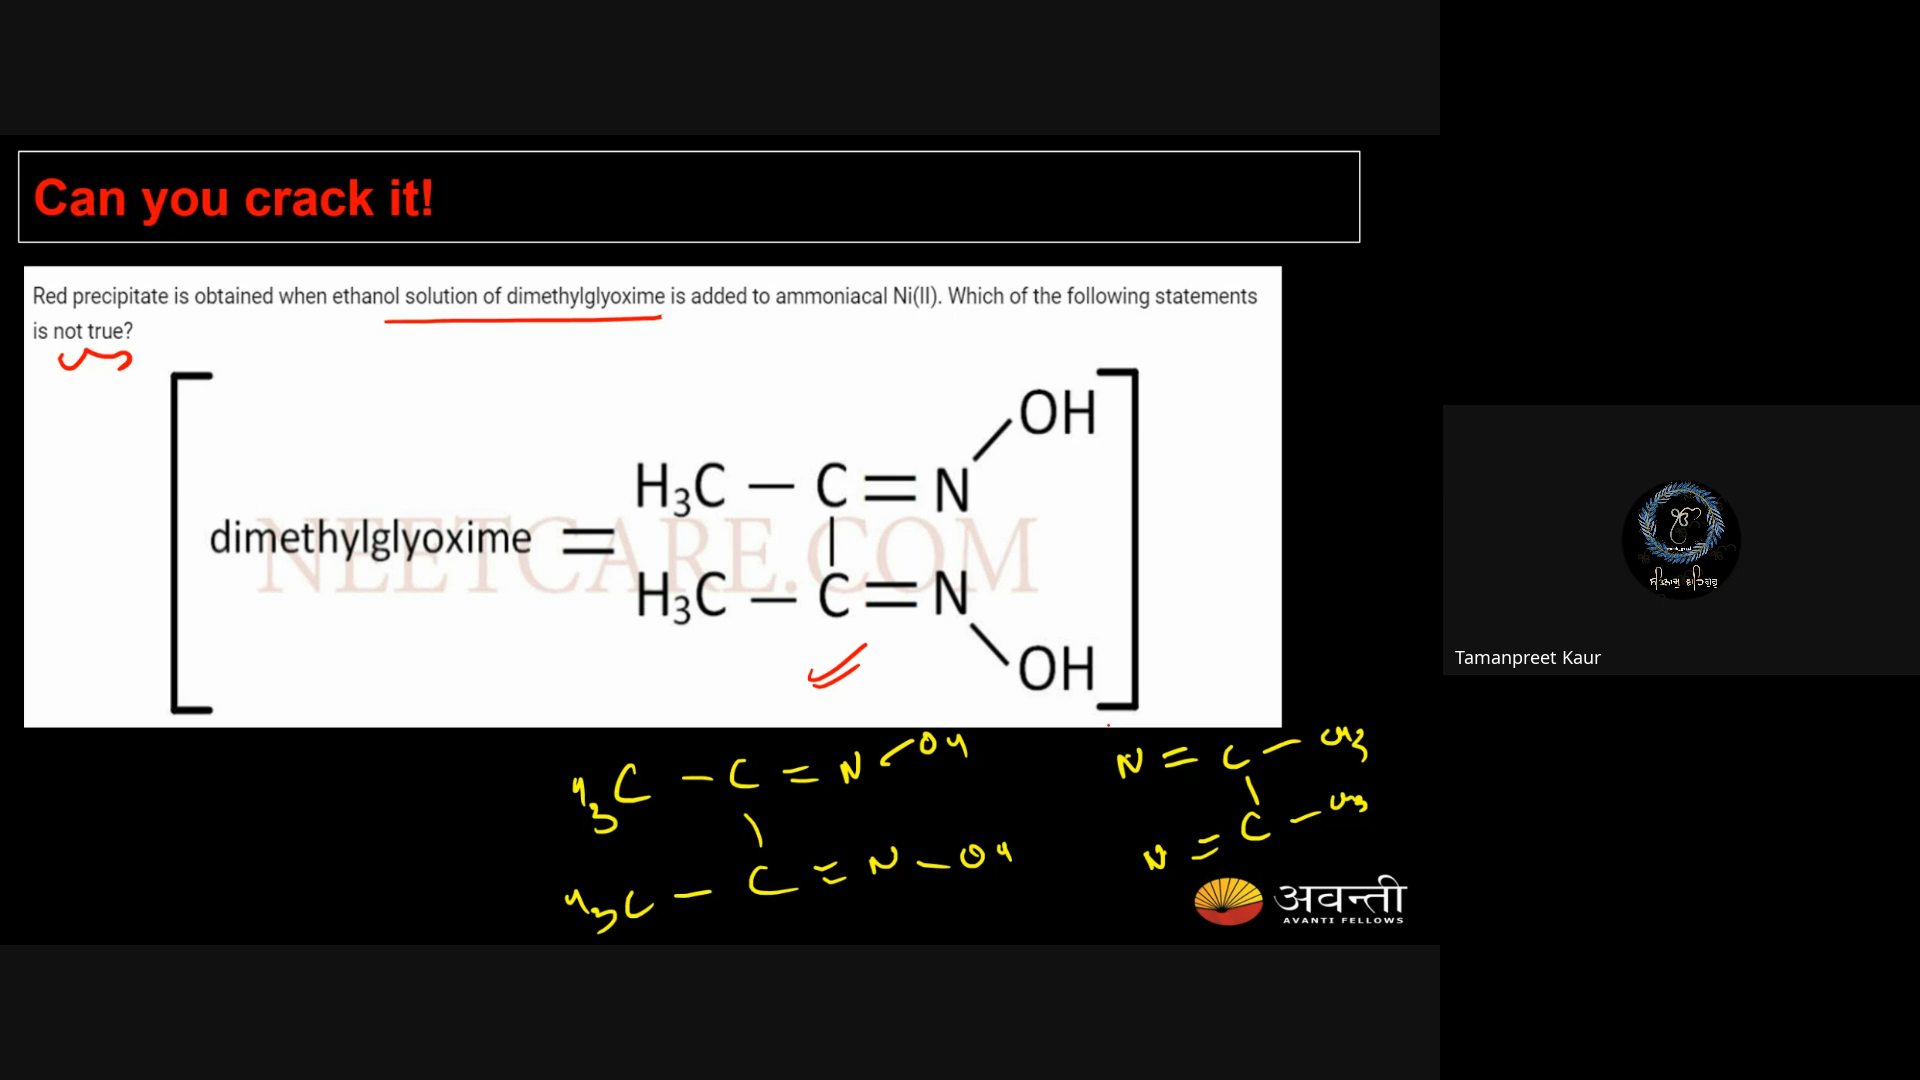 Can you crack it!
Red precipitate is obtained when ethanol solution of dimethylglyoxime is added to ammoniacal Ni(II). Which of the following statements
is not true?
OH
H₃C — C = N
dimethylglyoxime =
H₃C — C = N
OH
NEETCARE.COM
H₃C — C = N — OH
H₃C — C = N — OH
N = C — CH₃
N = C — CH₃
अवन्ती
AVANTI FELLOWS
Tamanpreet Kaur